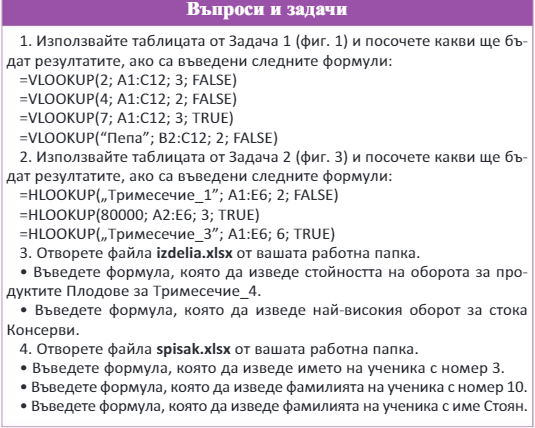 Въпроси и задачи
1. Използвайте таблицата от Задача 1 (фиг. 1) и посочете какви ще бъ-
дат резултатите, ако са въведени следните формули:
=VLOOKUP(2; A1:C12; 3; FALSE)
=VLOOKUP(4; A1:C12; 2; FALSE)
=VLOOKUP(7; A1:C12; 3; TRUE)
=VLOOKUP(“Пепа”; B2:C12; 2; FALSE)
2. Използвайте таблицата от Задача 2 (фиг. 3) и посочете какви ще бъ-
дат резултатите, ако са въведени следните формули:
=HLOOKUP(„Тримесечие_1”; A1:E6; 2; FALSE)
=HLOOKUP(80000; A2:E6; 3; TRUE)
=HLOOKUP(„Тримесечие_3”; A1:E6; 6; TRUE)
3. Отворете файла izdelia.xlsx от вашата работна папка.
• Въведете формула, която да изведе стойността на оборота за про-
дуктите Плодове за Тримесечие_4.
• Въведете формула, която да изведе най-високия оборот за стока
Консерви.
4. Отворете файла spisak.xlsx от вашата работна папка.
• Въведете формула, която да изведе името на ученика с номер 3.
• Въведете формула, която да изведе фамилията на ученика с номер 10.
• Въведете формула, която да изведе фамилията на ученика с име Стоян.